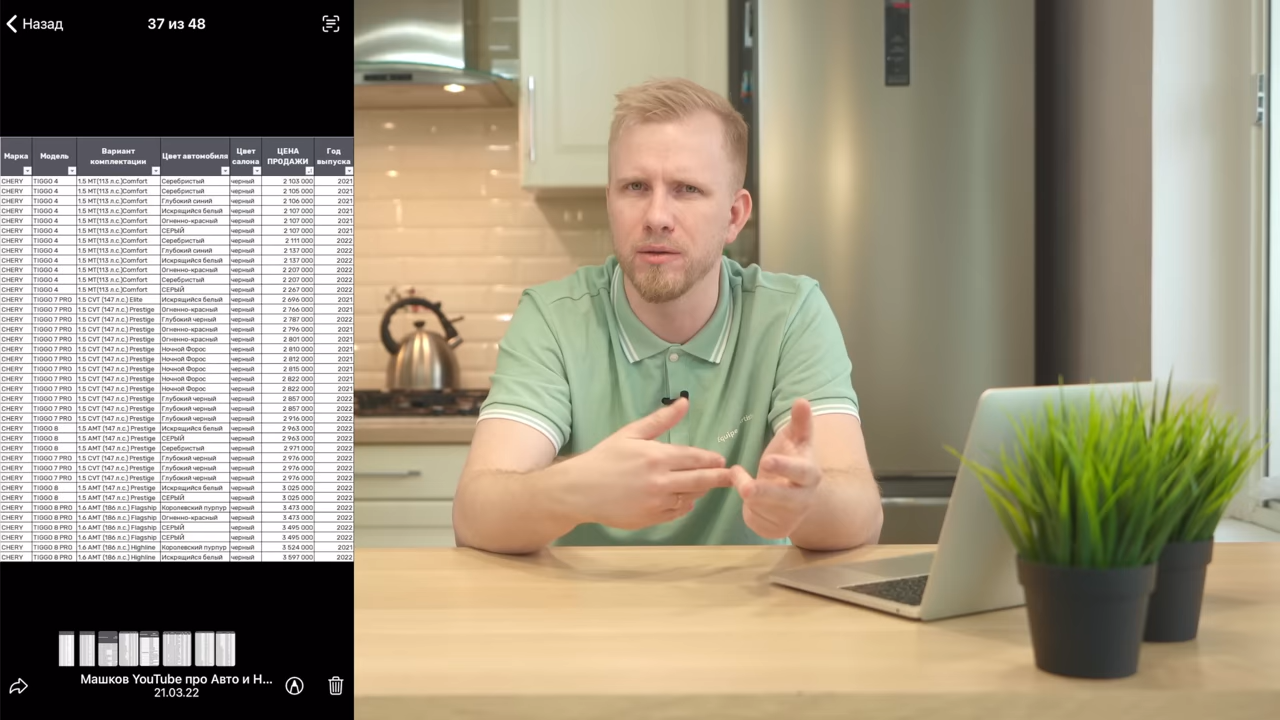 Назад
37 из 48
Марка Модель Вариант комплектации Цвет автомобиля Цвет салона ЦЕНА ПРОДАЖИ Год выпуска
CHERY TIGGO 4 1.5 MT(113 л.с.)Comfort Серебристый черный 2 103 000 2021
CHERY TIGGO 4 1.5 MT(113 л.с.)Comfort Серебристый черный 2 105 000 2021
CHERY TIGGO 4 1.5 MT(113 л.с.)Comfort Глубокий синий черный 2 106 000 2021
CHERY TIGGO 4 1.5 MT(113 л.с.)Comfort Искрящийся белый черный 2 107 000 2021
CHERY TIGGO 4 1.5 MT(113 л.с.)Comfort Огненно-красный черный 2 107 000 2021
CHERY TIGGO 4 1.5 MT(113 л.с.)Comfort СЕРЫЙ черный 2 107 000 2021
CHERY TIGGO 4 1.5 MT(113 л.с.)Comfort Серебристый черный 2 111 000 2022
CHERY TIGGO 4 1.5 MT(113 л.с.)Comfort Глубокий синий черный 2 137 000 2022
CHERY TIGGO 4 1.5 MT(113 л.с.)Comfort Искрящийся белый черный 2 137 000 2022
CHERY TIGGO 4 1.5 MT(113 л.с.)Comfort Огненно-красный черный 2 207 000 2022
CHERY TIGGO 4 1.5 MT(113 л.с.)Comfort Серебристый черный 2 207 000 2022
CHERY TIGGO 4 1.5 MT(113 л.с.)Comfort СЕРЫЙ черный 2 267 000 2022
CHERY TIGGO 7 PRO 1.5 CVT (147 л.с.) Elite Искрящийся белый черный 2 696 000 2021
CHERY TIGGO 7 PRO 1.5 CVT (147 л.с.) Prestige Огненно-красный черный 2 766 000 2021
CHERY TIGGO 7 PRO 1.5 CVT (147 л.с.) Prestige Глубокий черный черный 2 787 000 2022
CHERY TIGGO 7 PRO 1.5 CVT (147 л.с.) Prestige Огненно-красный черный 2 796 000 2021
CHERY TIGGO 7 PRO 1.5 CVT (147 л.с.) Prestige Огненно-красный черный 2 801 000 2021
CHERY TIGGO 7 PRO 1.5 CVT (147 л.с.) Prestige Ночной Форос черный 2 810 000 2021
CHERY TIGGO 7 PRO 1.5 CVT (147 л.с.) Prestige Ночной Форос черный 2 812 000 2021
CHERY TIGGO 7 PRO 1.5 CVT (147 л.с.) Prestige Ночной Форос черный 2 815 000 2021
CHERY TIGGO 7 PRO 1.5 CVT (147 л.с.) Prestige Ночной Форос черный 2 822 000 2021
CHERY TIGGO 7 PRO 1.5 CVT (147 л.с.) Prestige Ночной Форос черный 2 822 000 2021
CHERY TIGGO 7 PRO 1.5 CVT (147 л.с.) Prestige Глубокий черный черный 2 857 000 2022
CHERY TIGGO 7 PRO 1.5 CVT (147 л.с.) Prestige Глубокий черный черный 2 857 000 2022
CHERY TIGGO 7 PRO 1.5 CVT (147 л.с.) Prestige Глубокий черный черный 2 916 000 2022
CHERY TIGGO 8 1.5 AMT (147 л.с.) Prestige Искрящийся белый черный 2 963 000 2022
CHERY TIGGO 8 1.5 AMT (147 л.с.) Prestige СЕРЫЙ черный 2 963 000 2022
CHERY TIGGO 8 1.5 AMT (147 л.с.) Prestige Серебристый черный 2 971 000 2022
CHERY TIGGO 7 PRO 1.5 CVT (147 л.с.) Prestige Глубокий черный черный 2 976 000 2022
CHERY TIGGO 7 PRO 1.5 CVT (147 л.с.) Prestige Глубокий черный черный 2 976 000 2022
CHERY TIGGO 7 PRO 1.5 CVT (147 л.с.) Prestige Глубокий черный черный 2 976 000 2022
CHERY TIGGO 8 1.5 AMT (147 л.с.) Prestige Искрящийся белый черный 3 025 000 2022
CHERY TIGGO 8 1.5 AMT (147 л.с.) Prestige СЕРЫЙ черный 3 025 000 2022
CHERY TIGGO 8 PRO 1.6 AMT (186 л.с.) Flagship Королевский пурпур черный 3 473 000 2022
CHERY TIGGO 8 PRO 1.6 AMT (186 л.с.) Flagship Огненно-красный черный 3 473 000 2022
CHERY TIGGO 8 PRO 1.6 AMT (186 л.с.) Flagship СЕРЫЙ черный 3 495 000 2022
CHERY TIGGO 8 PRO 1.6 AMT (186 л.с.) Flagship СЕРЫЙ черный 3 495 000 2022
CHERY TIGGO 8 PRO 1.6 AMT (186 л.с.) Highline Королевский пурпур черный 3 524 000 2021
CHERY TIGGO 8 PRO 1.6 AMT (186 л.с.) Highline Искрящийся белый черный 3 597 000 2022
Машков YouTube про Авто и Н...
21.03.22